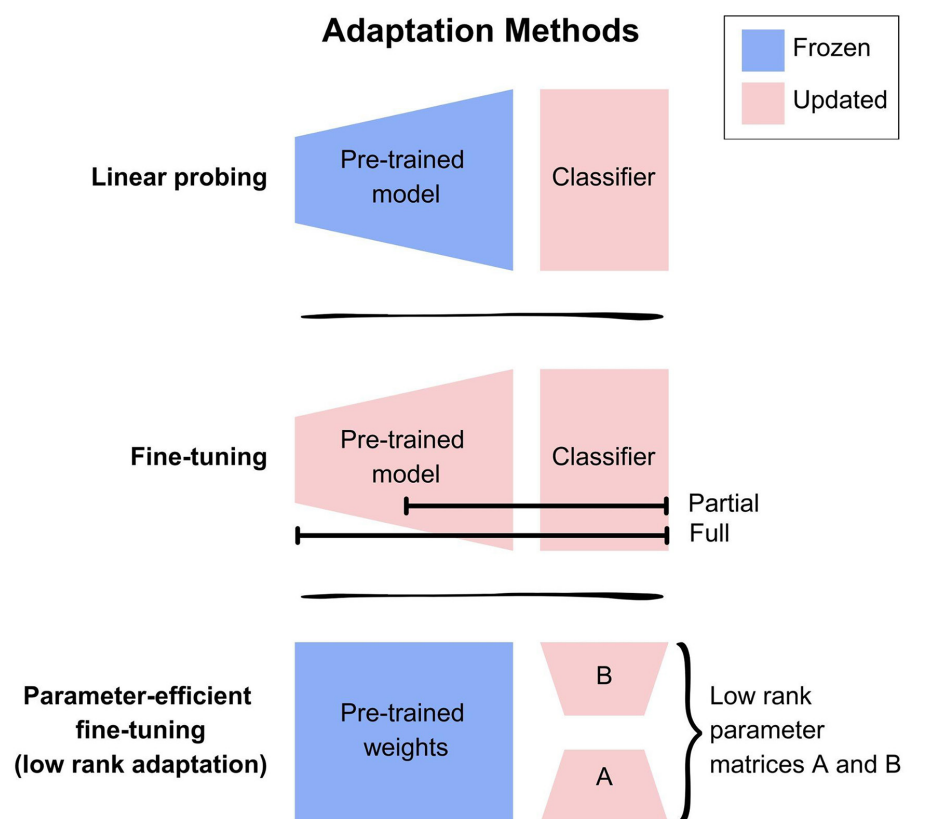 Adaptation Methods
Frozen
Updated
Linear probing
Pre-trained
model
Classifier
Fine-tuning
Pre-trained
model
Classifier
Partial
Full
Parameter-efficient
fine-tuning
(low rank adaptation)
Pre-trained
weights
B
A
Low rank
parameter
matrices A and B